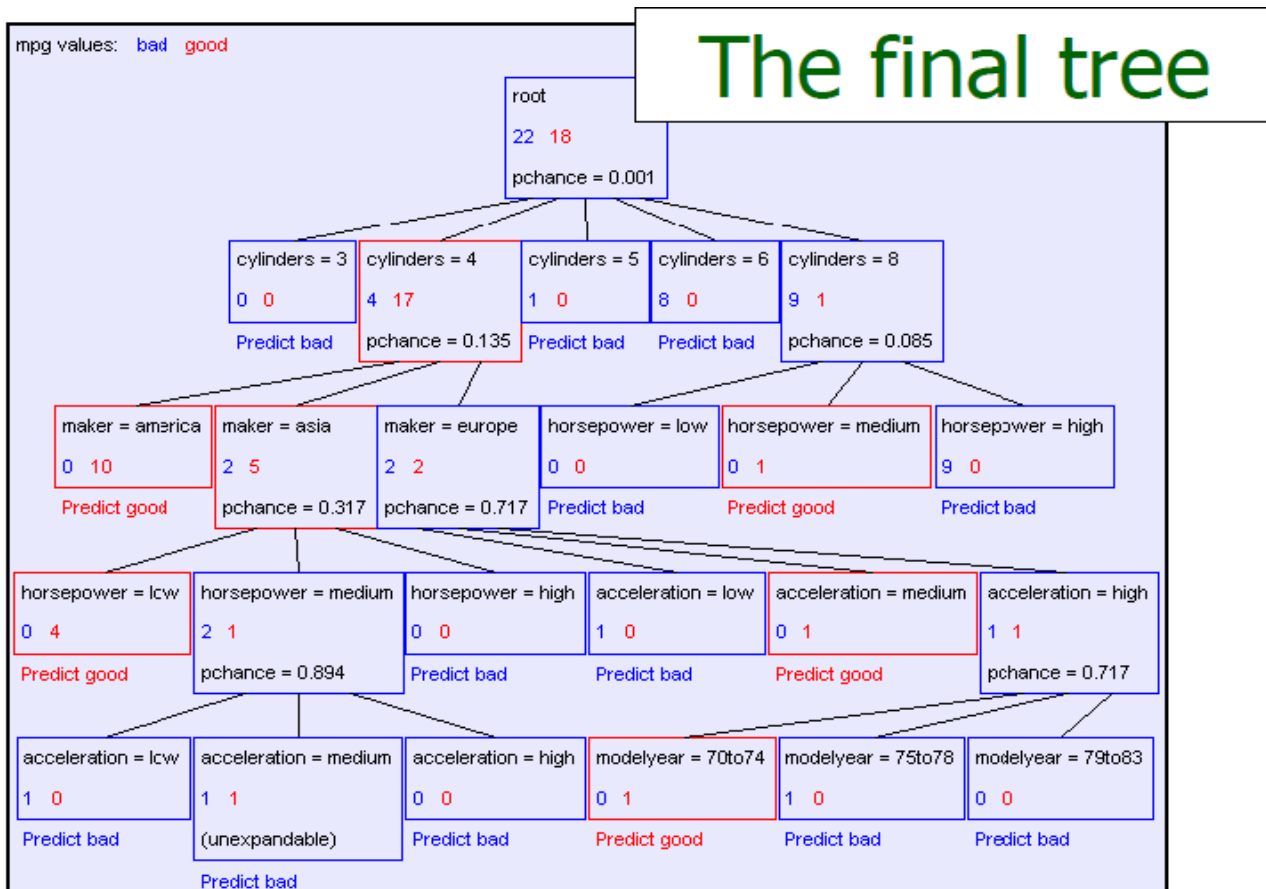 The final tree
mpg values: bad good
root
22 18
pchance = 0.001
cylinders = 3
0 0
Predict bad
cylinders = 4
4 17
pchance = 0.135
cylinders = 5
1 0
Predict bad
cylinders = 6
8 0
Predict bad
cylinders = 8
9 1
pchance = 0.085
maker = america
0 10
Predict good
maker = asia
2 5
pchance = 0.317
maker = europe
2 2
pchance = 0.717
horsepower = low
0 0
Predict bad
horsepower = medium
0 1
Predict good
horsepower = high
9 0
Predict bad
horsepower = low
0 4
Predict good
horsepower = medium
2 1
pchance = 0.894
horsepower = high
0 0
Predict bad
acceleration = low
1 0
Predict bad
acceleration = medium
0 1
Predict good
acceleration = high
1 1
pchance = 0.717
acceleration = low
1 0
Predict bad
acceleration = medium
1 1
(unexpandable)
Predict bad
acceleration = high
0 0
Predict bad
modelyear = 70to74
0 1
Predict good
modelyear = 75to78
1 0
Predict bad
modelyear = 79to83
0 0
Predict bad